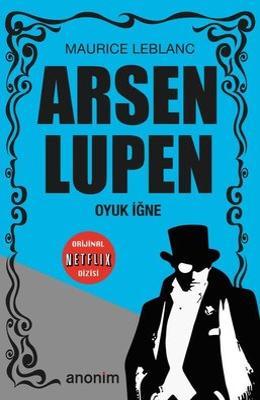 MAURICE LEBLANC
ARSEN
LUPEN
OYUK İĞNE
ORİJİNAL
NETFLIX
DİZİSİ
anonim